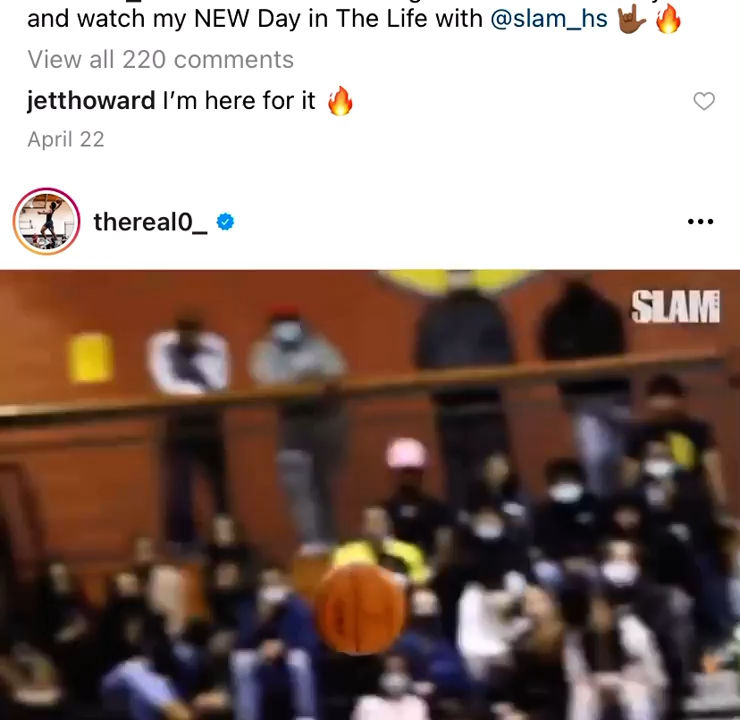 and watch my NEW Day in The Life with @slam_hs 🤟🏾🔥
View all 220 comments
jetthoward I’m here for it 🔥
April 22
thereal0_
SLAM